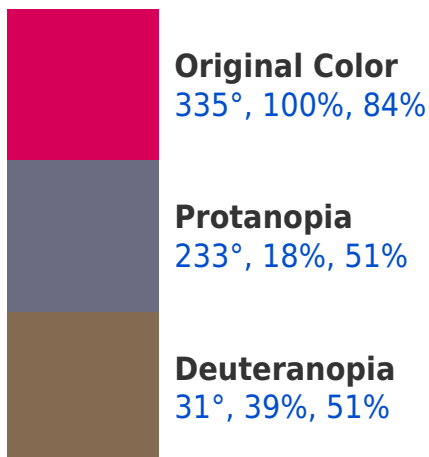 Original Color
335°, 100%, 84%
Protanopia
233°, 18%, 51%
Deuteranopia
31°, 39%, 51%